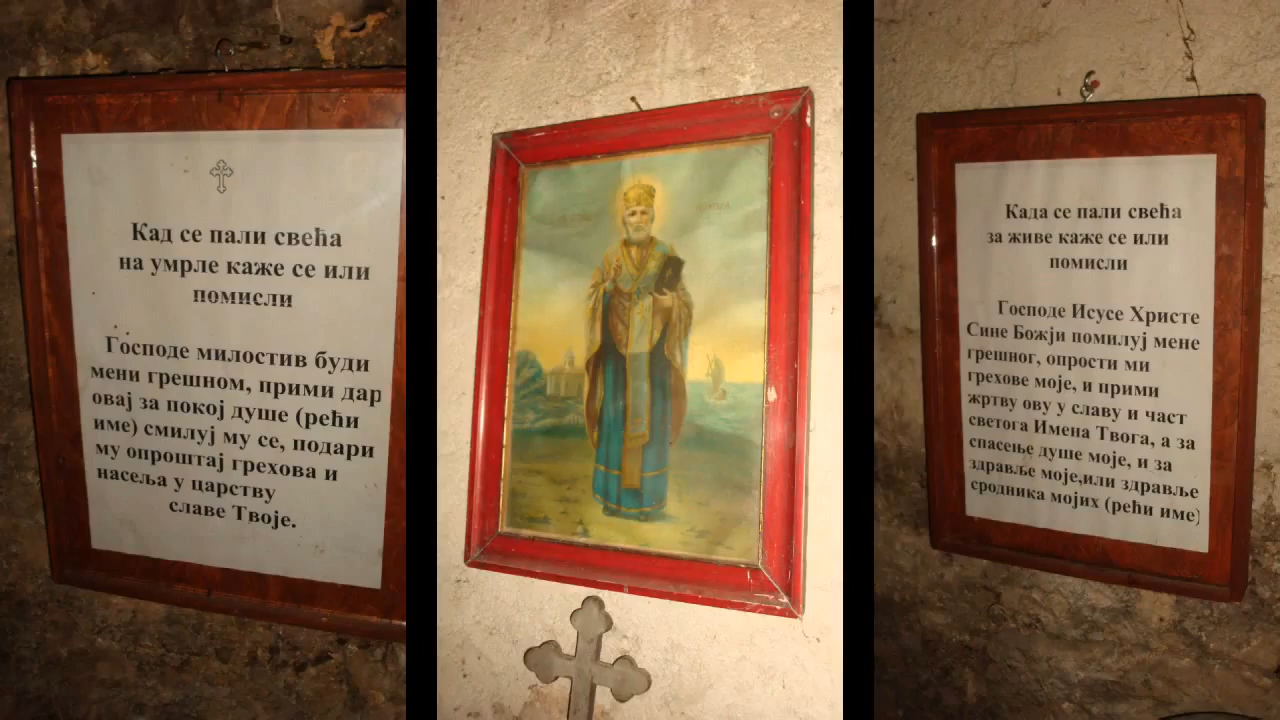 Кад се пали свећа
на умрле каже се или
помисли
Господе милостив буди
мени грешном, прими дар
овај за покој душе (рећи
име) смилуј му се, подари
му опроштај грехова и
насеља у царству
славе Твоје.
Када се пали свећа
за живе каже се или
помисли
Господе Исусе Христе
Сине Божји помилуј мене
грешног, опрости ми
грехове моје, и прими
жртву ову у славу и част
светога Имена Твога, а за
спасење душе моје, и за
здравље моје,или здравље
сродника мојих (рећи име)